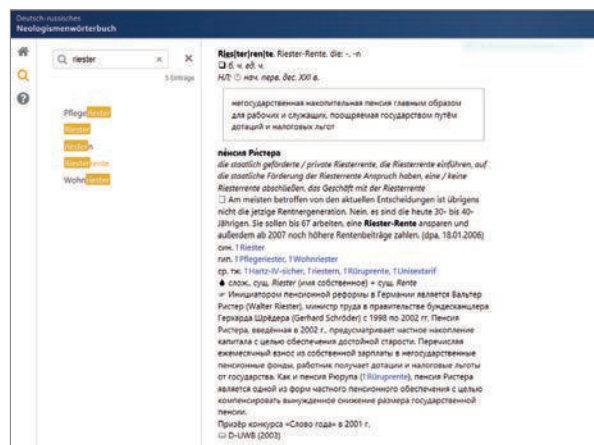 Deutsch-russisches
Neologismenwörterbuch
riester
5 Einträge
Pflegeriester
Riester
riestern
Riesterrente
Wohnriester
Ries|ter|ren|te, Riester-Rente, die; -, -n
б. ч. ед. ч.
НЛ; нач. перв. дес. XXI в.
негосударственная накопительная пенсия главным образом
для рабочих и служащих, поощряемая государством путём
дотаций и налоговых льгот
пе́нсия Ри́стера
die staatlich geförderte / private Riesterrente, die Riesterrente einführen, auf
die staatliche Förderung der Riesterrente Anspruch haben, eine / keine
Riesterrente abschließen, das Geschäft mit der Riesterrente
Am meisten betroffen von den aktuellen Entscheidungen ist übrigens
nicht die jetzige Rentnergeneration. Nein, es sind die heute 30- bis 40-
Jährigen. Sie sollen bis 67 arbeiten, eine Riester-Rente ansparen und
außerdem ab 2007 noch höhere Rentenbeiträge zahlen. (dpa, 18.01.2006)
син. ↑Riester
гип. ↑Pflegeriester, ↑Wohnriester
ср. тж. ↑Hartz-IV-sicher, ↑riestern, ↑Rüruprente, ↑Unisextarif
слож. сущ. Riester (имя собственное) + сущ. Rente
☞ Инициатором пенсионной реформы в Германии является Вальтер
Ристер (Walter Riester), министр труда в правительстве бундесканцлера
Герхарда Шрёдера (Gerhard Schröder) с 1998 по 2002 гг. Пенсия
Ристера, введённая в 2002 г., предусматривает частное накопление
капитала с целью обеспечения достойной старости. Перечисляя
ежемесячный взнос из собственной зарплаты в негосударственные
пенсионные фонды, работник получает дотации и налоговые льготы
от государства. Как и пенсия Рюрупа (↑Rüruprente), пенсия Ристера
является одной из форм частного пенсионного обеспечения с целью
компенсировать вынужденное снижение размера государственной
пенсии.
Призёр конкурса «Слово года» в 2001 г.
D-UWB (2003)